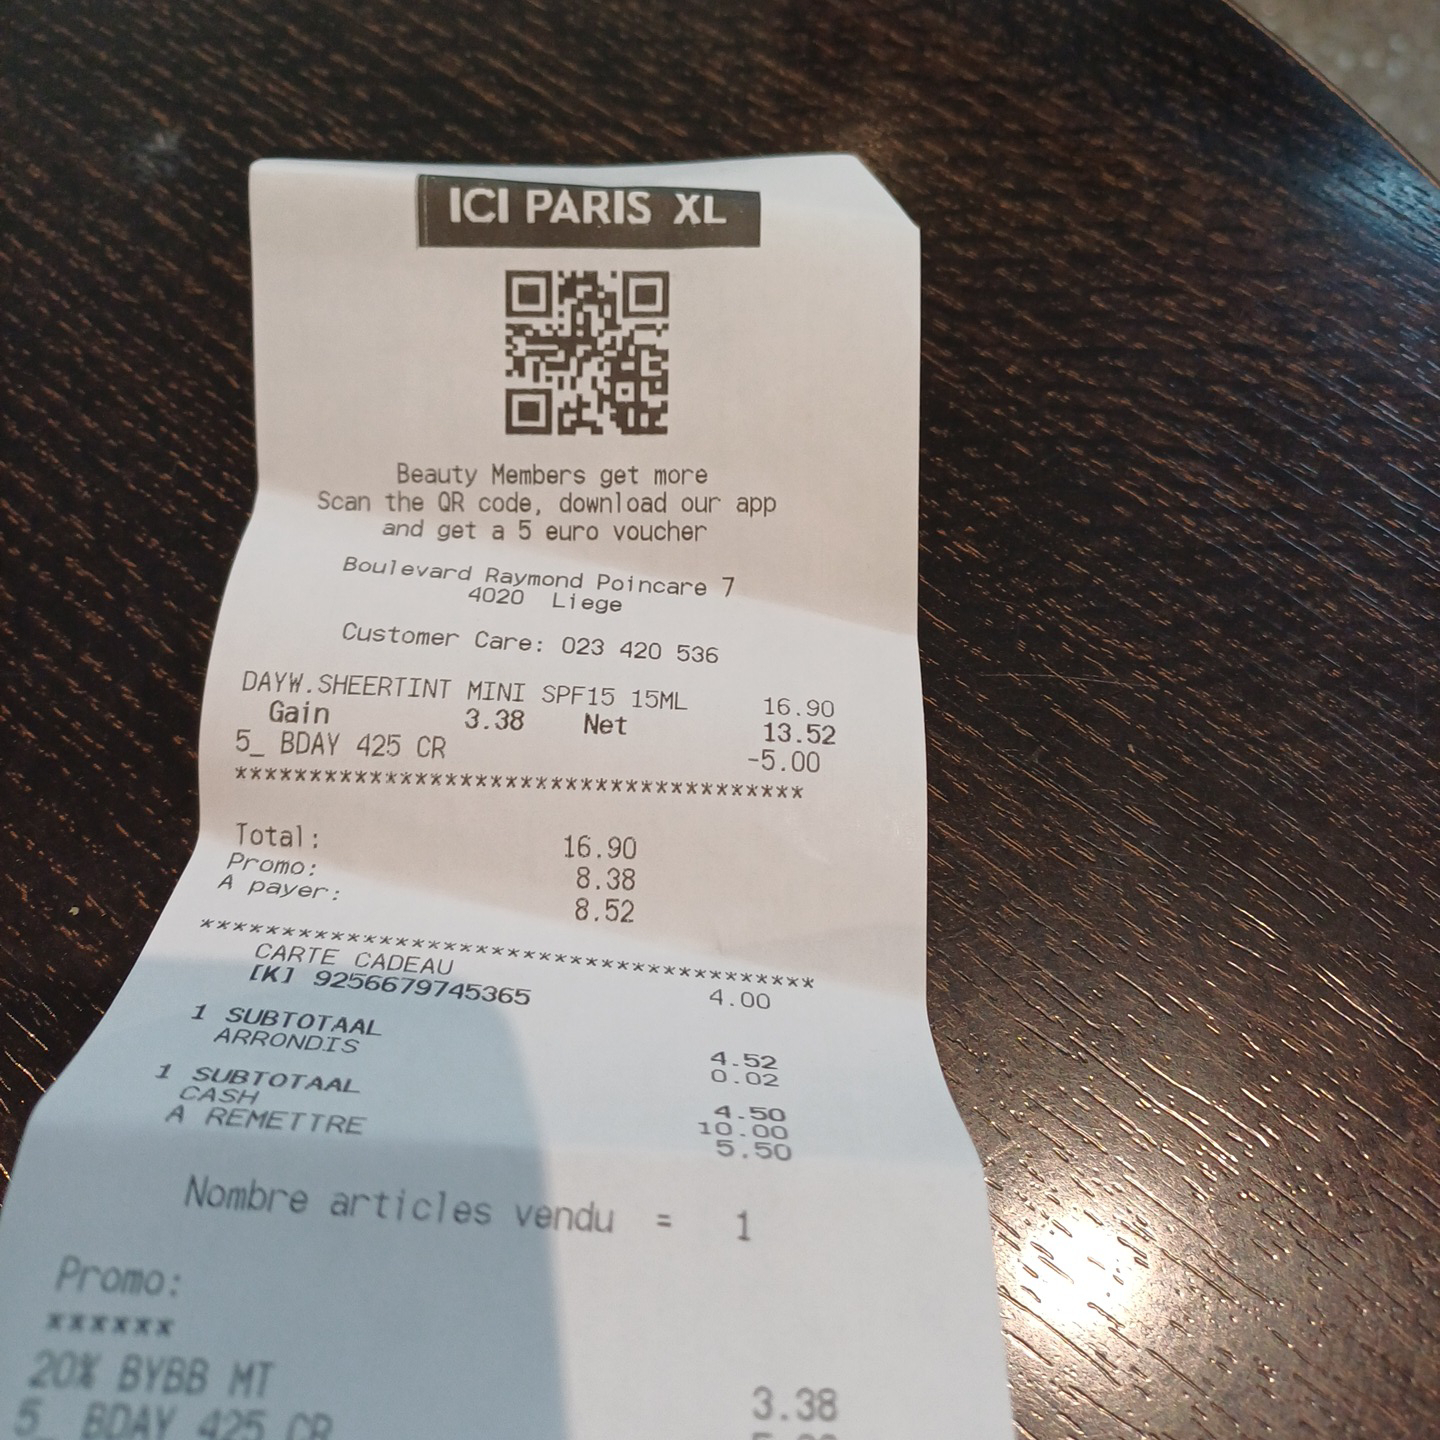 ICI PARIS XL
Beauty Members get more
Scan the QR code, download our app
and get a 5 euro voucher
Boulevard Raymond Poincare 7
4020 Liege
Customer Care: 023 420 536
DAYW.SHEERTINT MINI SPF15 15ML 16.90
Gain 3.38 Net 13.52
5_ BDAY 425 CR -5.00
***************************************
Total: 16.90
Promo: 8.38
A payer: 8.52
***************************************
CARTE CADEAU
[K] 9256679745365 4.00
1 SUBTOTAAL 4.52
ARRONDIS 0.02
1 SUBTOTAAL 4.50
CASH 10.00
A REMETTRE 5.50
Nombre articles vendu = 1
Promo:
******
20% BYBB MT 3.38
5_ BDAY 425 CR